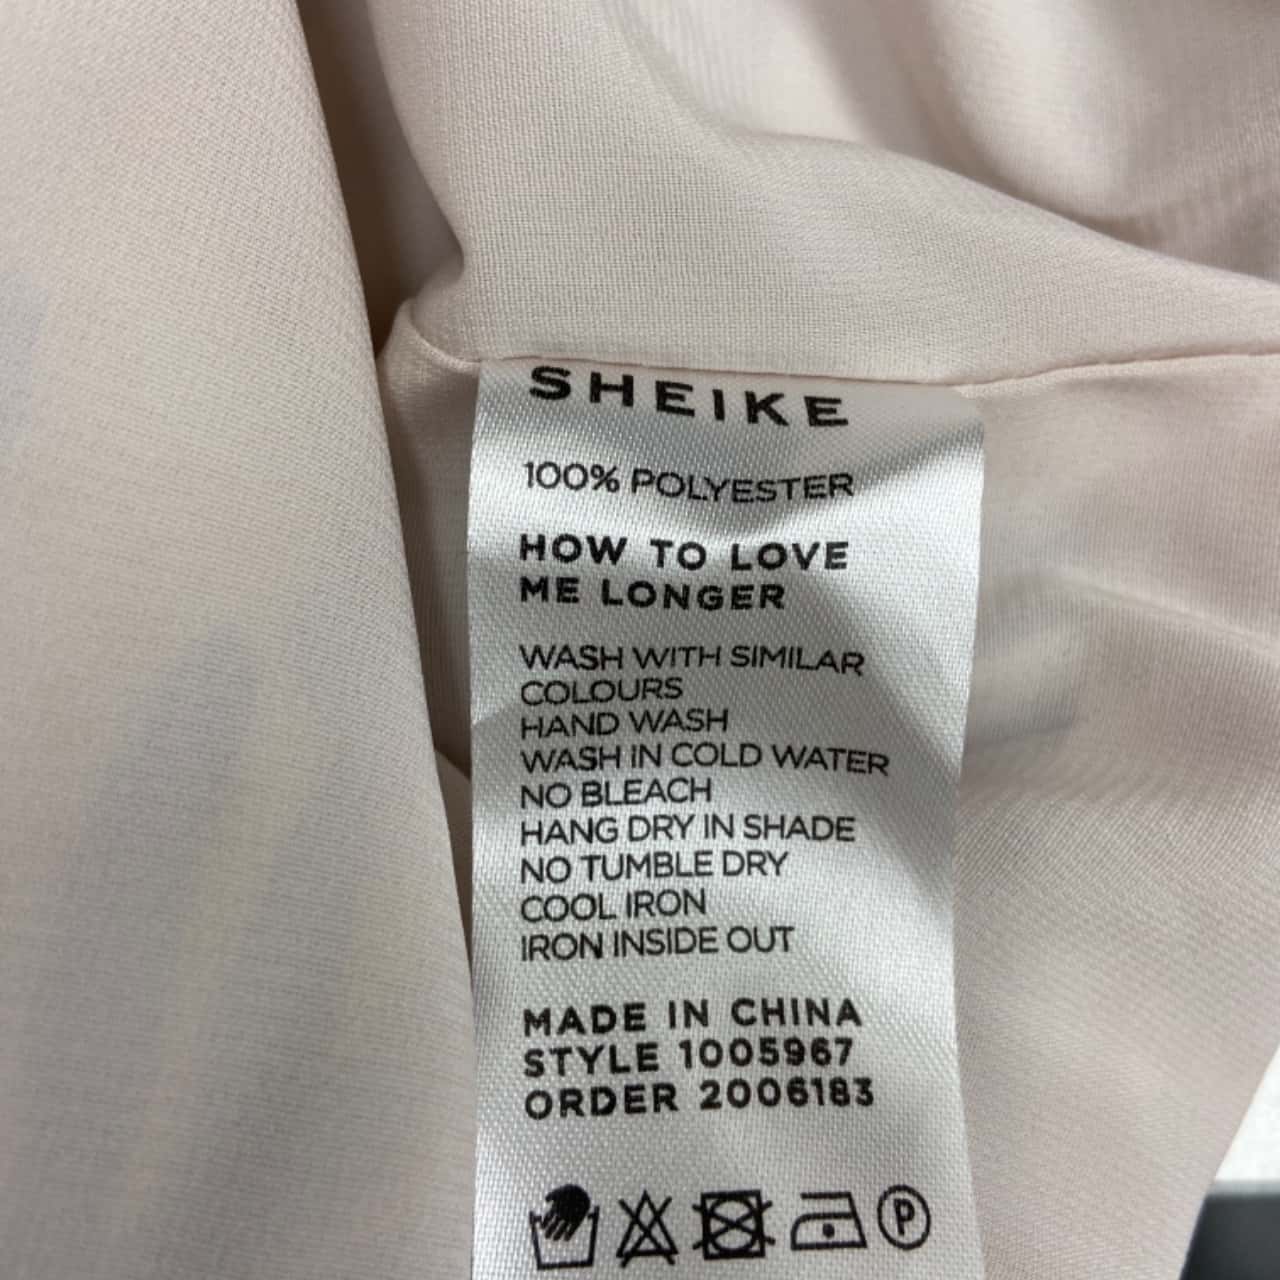 SHEIKE
100% POLYESTER
HOW TO LOVE
ME LONGER
WASH WITH SIMILAR
COLOURS
HAND WASH
WASH IN COLD WATER
NO BLEACH
HANG DRY IN SHADE
NO TUMBLE DRY
COOL IRON
IRON INSIDE OUT
MADE IN CHINA
STYLE 1005967
ORDER 2006183
P